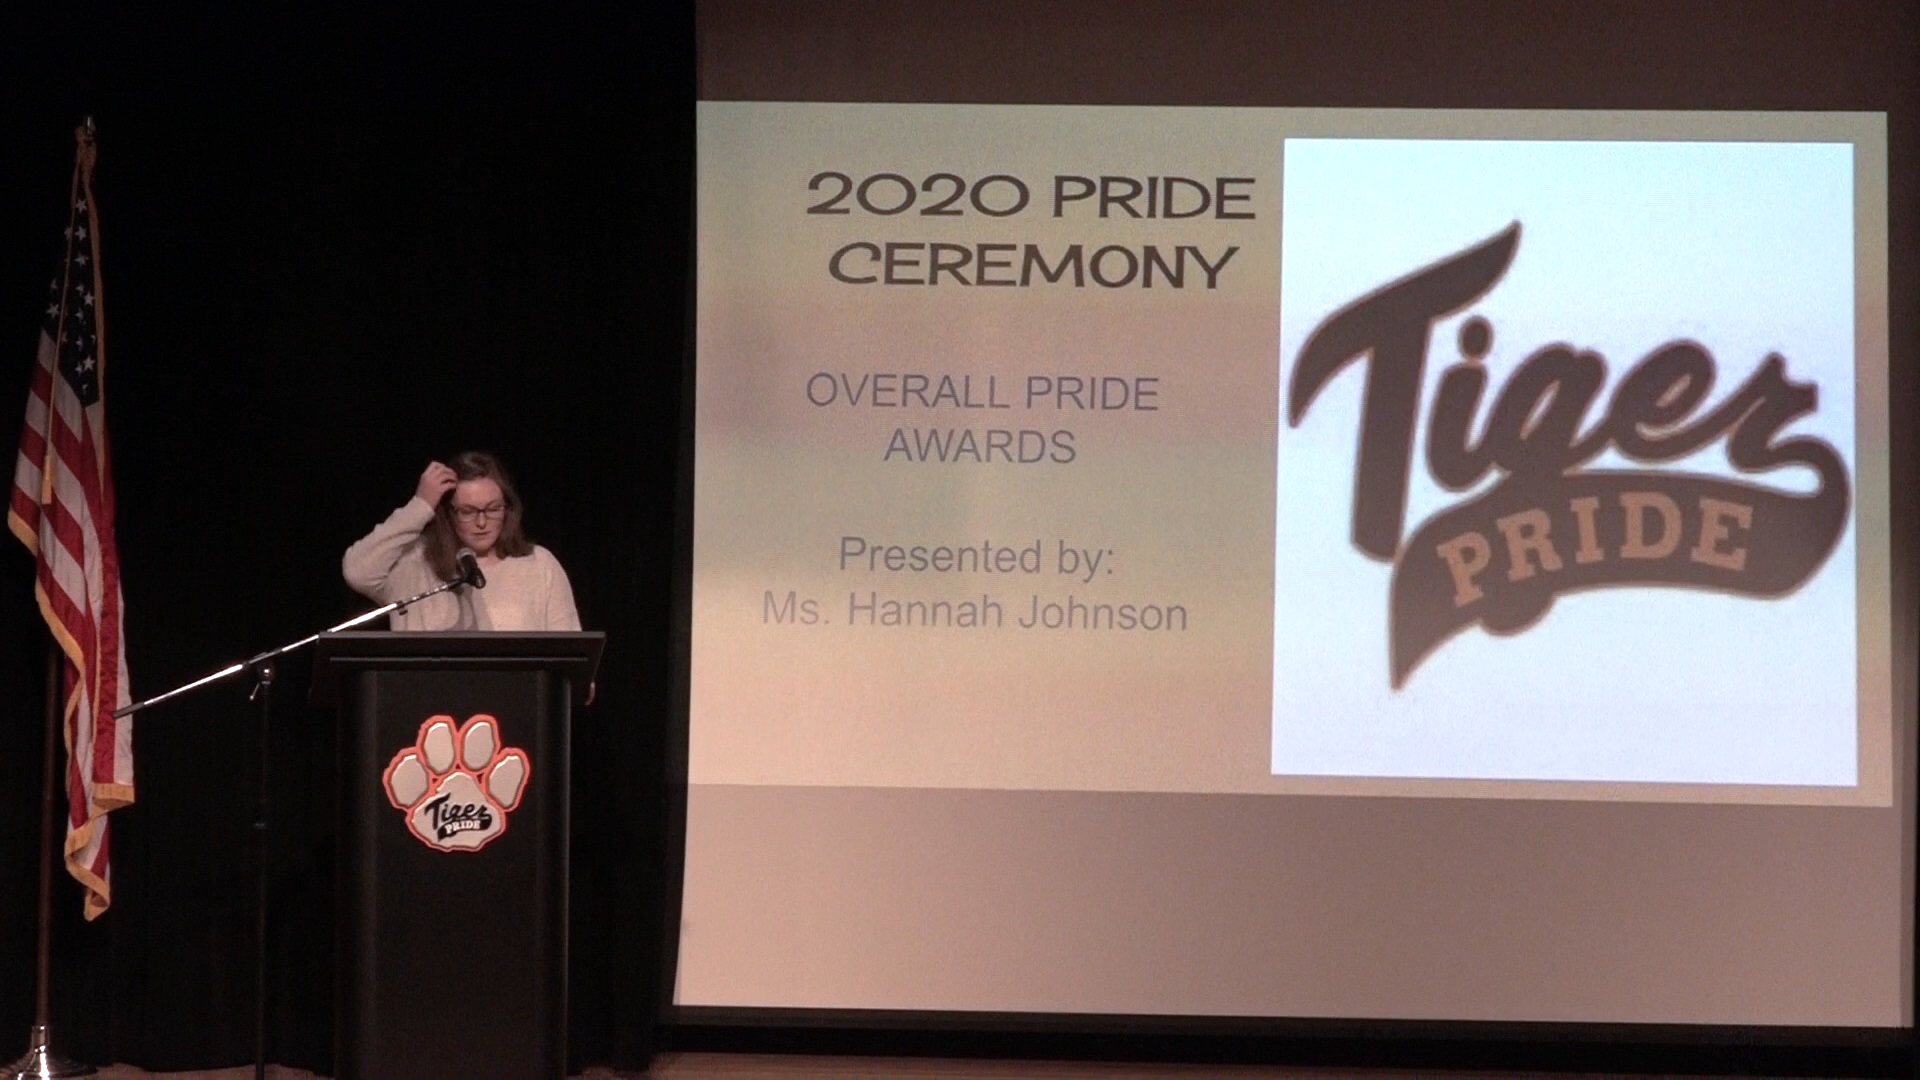 2020 PRIDE
CEREMONY
OVERALL PRIDE
AWARDS
Presented by:
Ms. Hannah Johnson
Tiger
PRIDE
Tiger
PRIDE